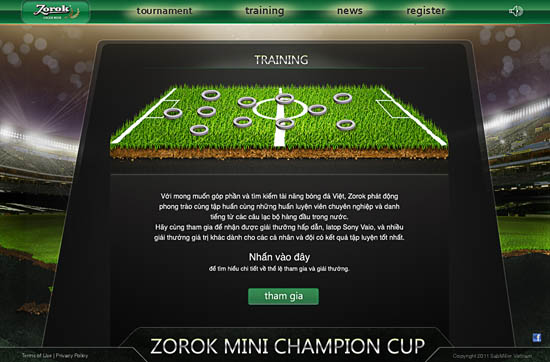 Zorok
tournament
training
news
register
TRAINING
Với mong muốn góp phần và tìm kiếm tài năng bóng đá Việt, Zorok phát động
phong trào cùng tập huấn cùng những huấn luyện viên chuyên nghiệp và danh
tiếng từ các câu lạc bộ hàng đầu trong nước.
Hãy cùng tham gia để nhận được giải thưởng hấp dẫn, latop Sony Vaio, và nhiều
giải thưởng giá trị khác dành cho các cá nhân và đội có kết quả tập luyện tốt nhất.
Nhấn vào đây
để tìm hiểu chi tiết về thể lệ tham gia và giải thưởng.
tham gia
ZOROK MINI CHAMPION CUP
Terms of Use | Privacy Policy
Copyright 2011 SabMiller Vietnam